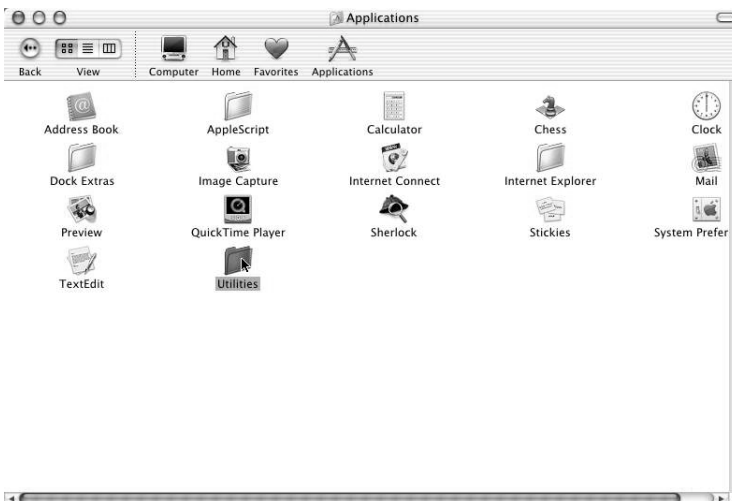 Applications
Back View Computer Home Favorites Applications
Address Book AppleScript Calculator Chess Clock
Dock Extras Image Capture Internet Connect Internet Explorer Mail
Preview QuickTime Player Sherlock Stickies System Prefer
TextEdit Utilities